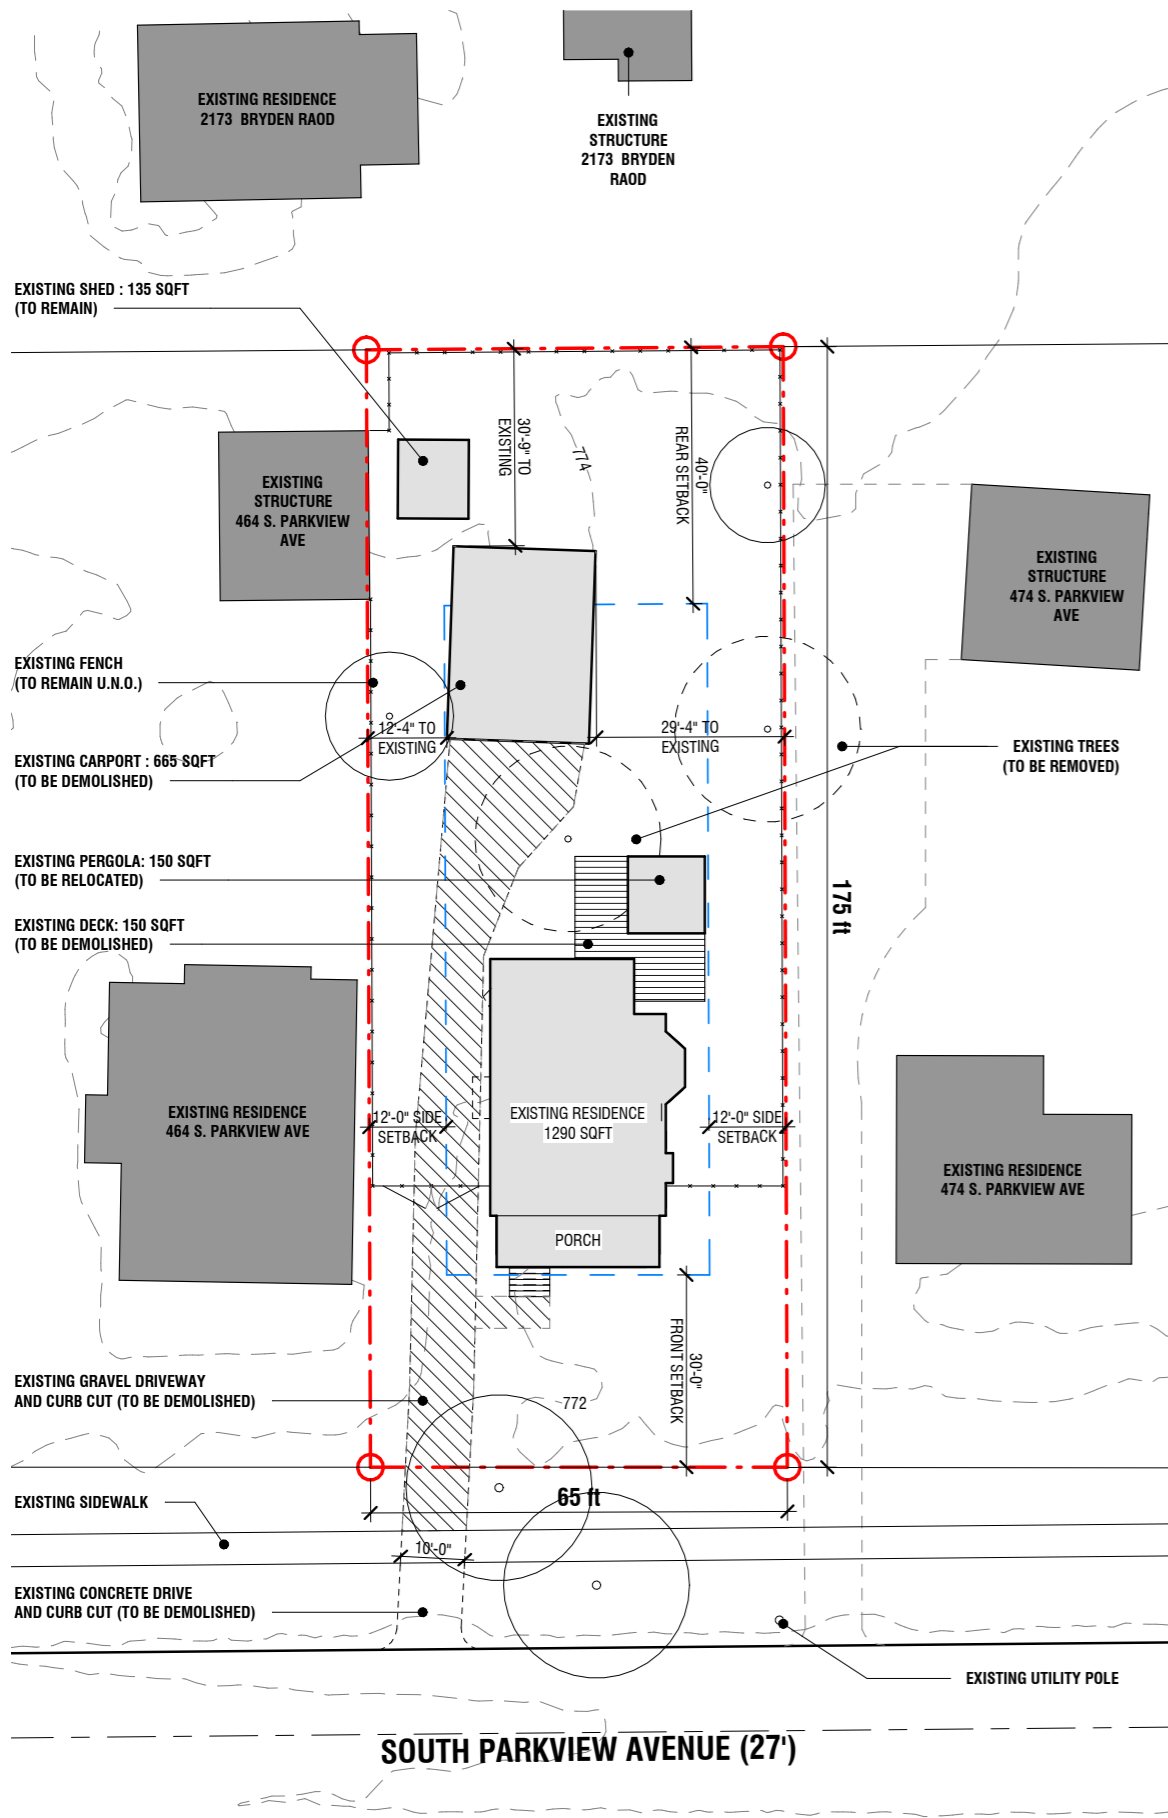 EXISTING RESIDENCE
2173 BRYDEN RAOD
EXISTING
STRUCTURE
2173 BRYDEN
RAOD
EXISTING SHED : 135 SQFT
(TO REMAIN)
30'-9" TO
EXISTING
774
40'-0"
REAR SETBACK
EXISTING
STRUCTURE
464 S. PARKVIEW
AVE
EXISTING
STRUCTURE
474 S. PARKVIEW
AVE
EXISTING FENCE
(TO REMAIN U.N.O.)
12'-4" TO
EXISTING
29'-4" TO
EXISTING
EXISTING TREES
(TO BE REMOVED)
EXISTING CARPORT : 665 SQFT
(TO BE DEMOLISHED)
EXISTING PERGOLA: 150 SQFT
(TO BE RELOCATED)
175 ft
EXISTING DECK: 150 SQFT
(TO BE DEMOLISHED)
EXISTING RESIDENCE
464 S. PARKVIEW AVE
12'-0" SIDE
SETBACK
EXISTING RESIDENCE
1290 SQFT
12'-0" SIDE
SETBACK
EXISTING RESIDENCE
474 S. PARKVIEW AVE
PORCH
30'-0"
FRONT SETBACK
EXISTING GRAVEL DRIVEWAY
AND CURB CUT (TO BE DEMOLISHED)
772
65 ft
EXISTING SIDEWALK
10'-0"
EXISTING CONCRETE DRIVE
AND CURB CUT (TO BE DEMOLISHED)
EXISTING UTILITY POLE
SOUTH PARKVIEW AVENUE (27')